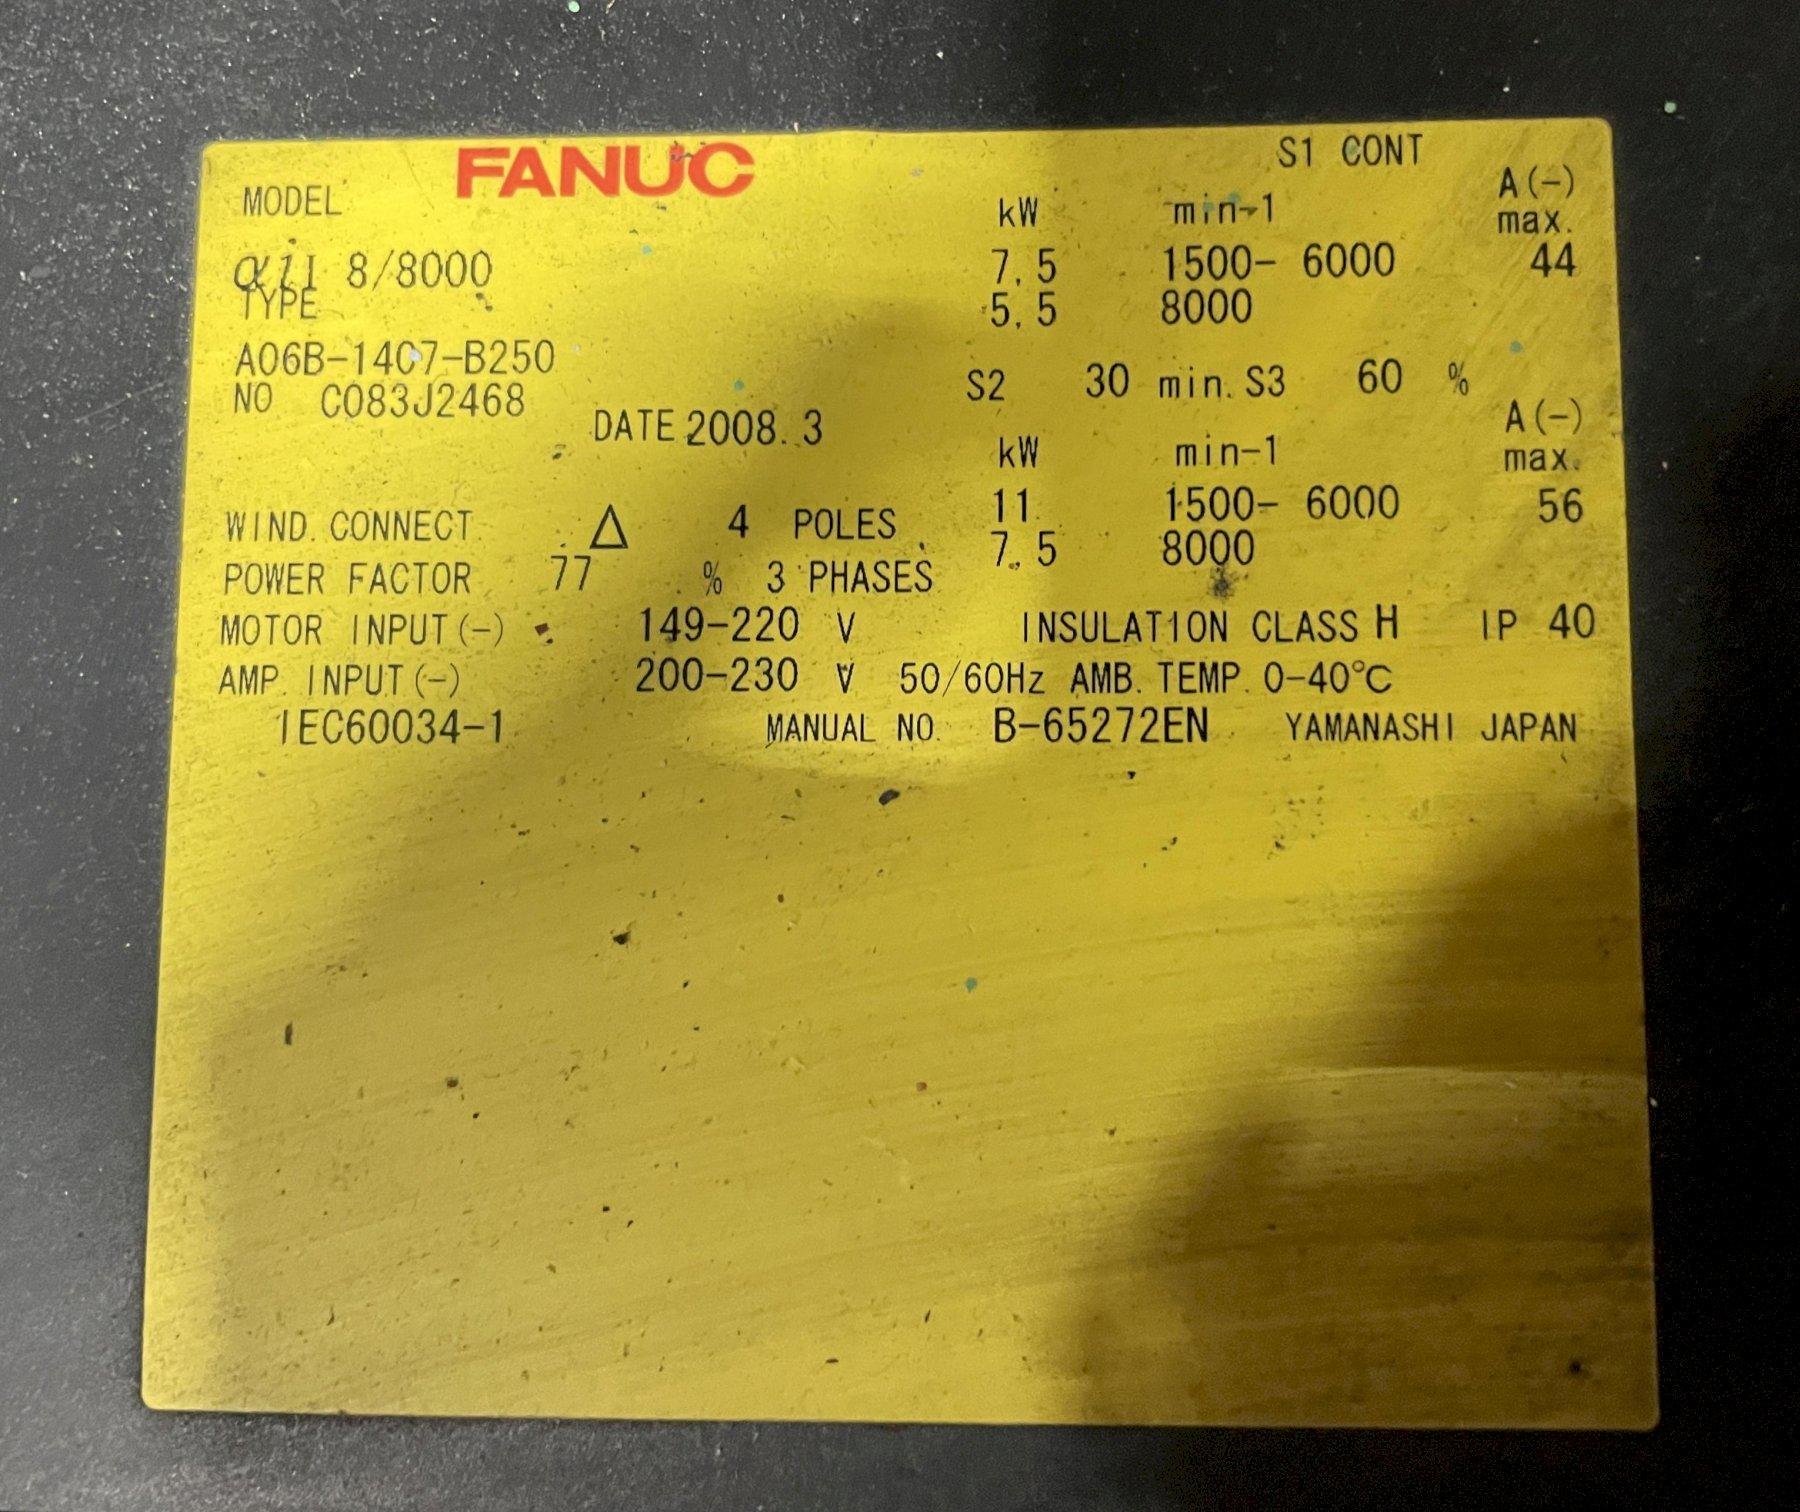 FANUC
MODEL
αiI 8/8000
TYPE
A06B-1407-B250
NO C083J2468
DATE 2008.3
S1 CONT
kW min-1 A(~) max.
7.5 1500- 6000 44
5.5 8000
S2 30 min. S3 60 %
kW min-1 A(~) max.
11 1500- 6000 56
7.5 8000
WIND. CONNECT. Δ 4 POLES
POWER FACTOR 77 % 3 PHASES
MOTOR INPUT(~) 149-220 V INSULATION CLASS H IP 40
AMP. INPUT(~) 200-230 V 50/60Hz AMB. TEMP. 0-40°C
IEC60034-1 MANUAL NO. B-65272EN YAMANASHI JAPAN